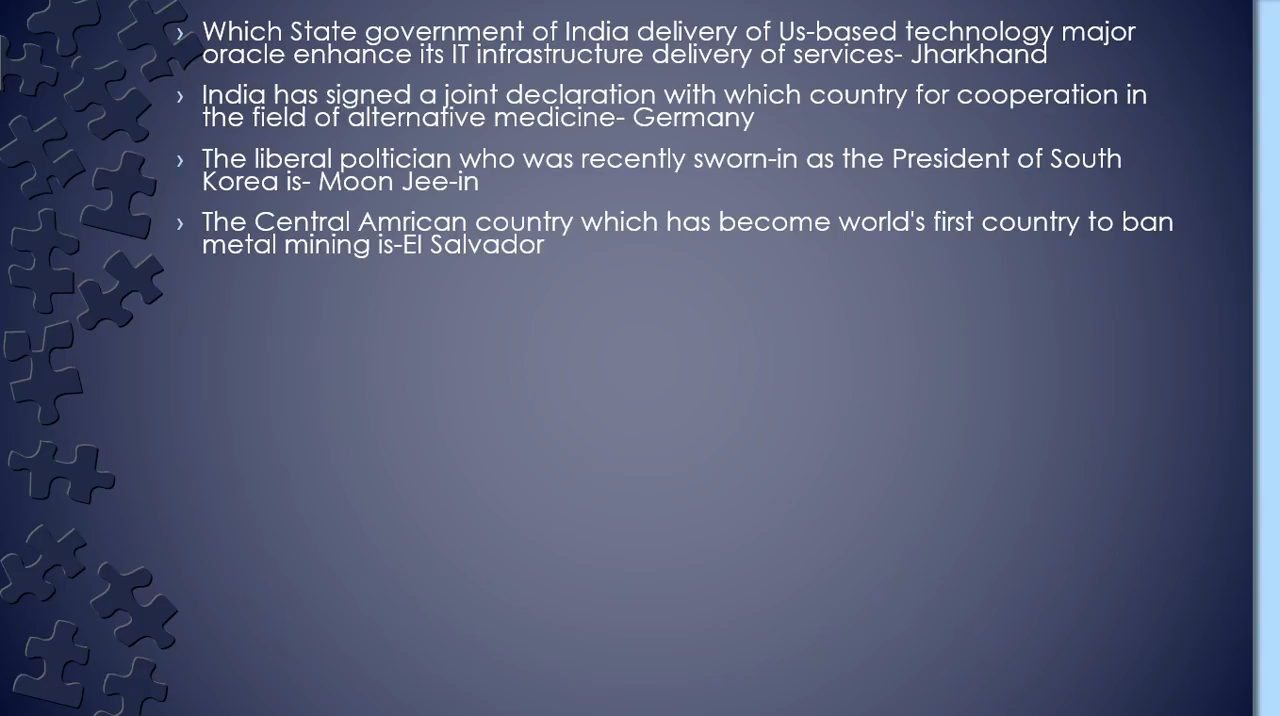 › Which State government of India delivery of Us-based technology major
oracle enhance its IT infrastructure delivery of services- Jharkhand
› India has signed a joint declaration with which country for cooperation in
the field of alternative medicine- Germany
› The liberal poltician who was recently sworn-in as the President of South
Korea is- Moon Jee-in
› The Central Amrican country which has become world's first country to ban
metal mining is-El Salvador